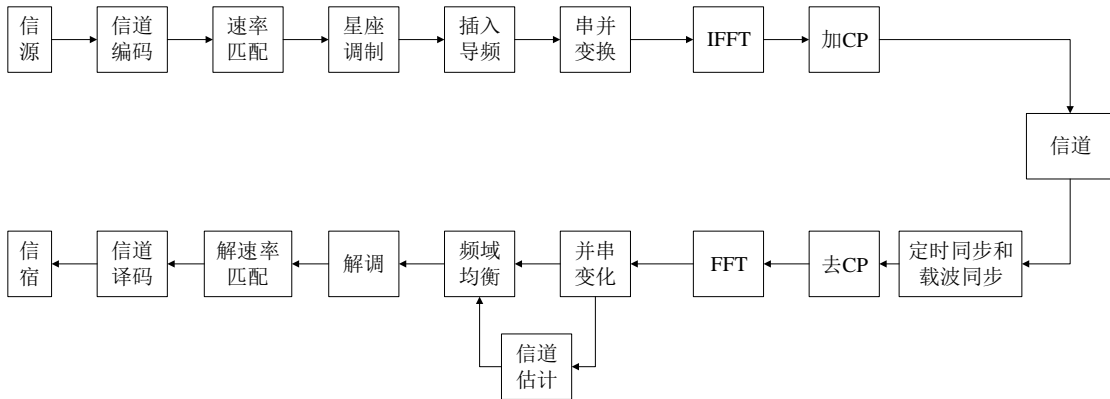 信
源
信道
编码
速率
匹配
星座
调制
插入
导频
串并
变换
IFFT
加CP
信道
定时同步和
载波同步
去CP
FFT
并串
变化
频域
均衡
解调
解速率
匹配
信道
译码
信
宿
信道
估计